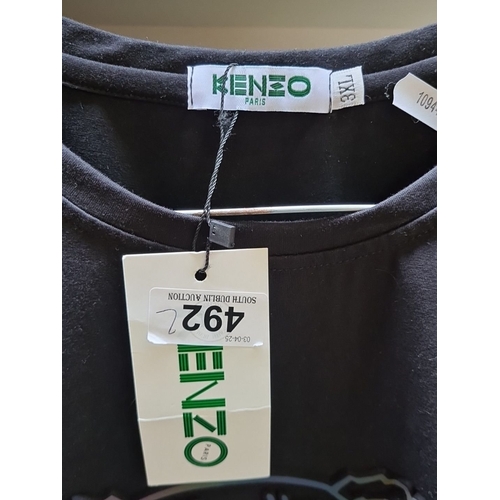 KENZO
PARIS
3XL
1094
03-04-25
492
SOUTH DUBLIN AUCTION
KENZO
PARIS